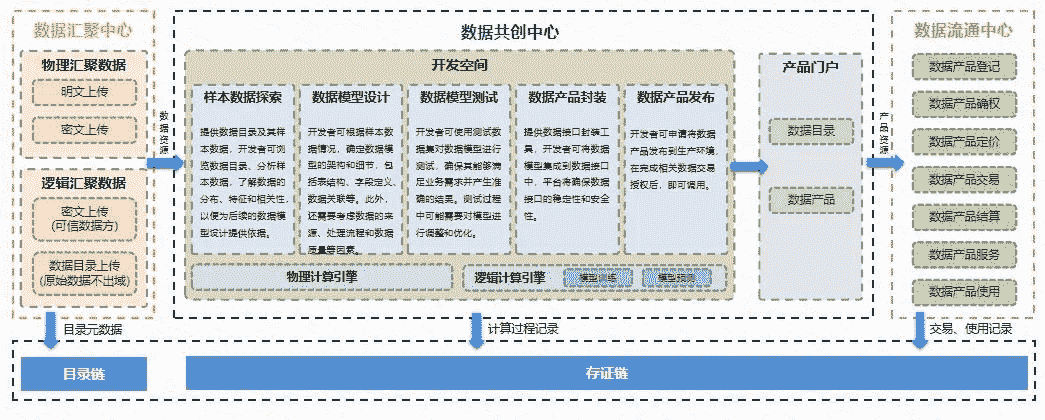 数据汇聚中心
物理汇聚数据
明文上传
密文上传
逻辑汇聚数据
密文上传
(可信数据方)
数据目录上传
(原始数据不出域)
数据资源
数据共创中心
开发空间
样本数据探索
提供数据目录及其样
本数据，开发者可浏
览数据目录、分析样
本数据，了解数据的
分布、特征和相关性，
以便为后续的数据模
型设计提供依据。
数据模型设计
开发者可根据样本数
据情况，确定数据模
型的架构和细节，包
括表结构、字段定义、
数据关联等。此外，
还需要考虑数据的来
源、处理流程和数据
质量等因素。
数据模型测试
开发者可使用测试数
据集对数据模型进行
测试，确保其能够满
足业务需求并产生准
确的结果。测试过程
中可能需要对模型进
行调整和优化。
数据产品封装
提供数据接口封装工
具，开发者可将数据
模型集成到数据接口
中，平台将确保数据
接口的稳定性和安全
性。
数据产品发布
开发者可申请将数据
产品发布到生产环境，
在完成相关数据交易
授权后，即可调用。
物理计算引擎
逻辑计算引擎
产品门户
数据目录
数据产品
产品资源
数据流通中心
数据产品登记
数据产品确权
数据产品定价
数据产品交易
数据产品结算
数据产品服务
数据产品使用
目录元数据
计算过程记录
交易、使用记录
目录链
存证链